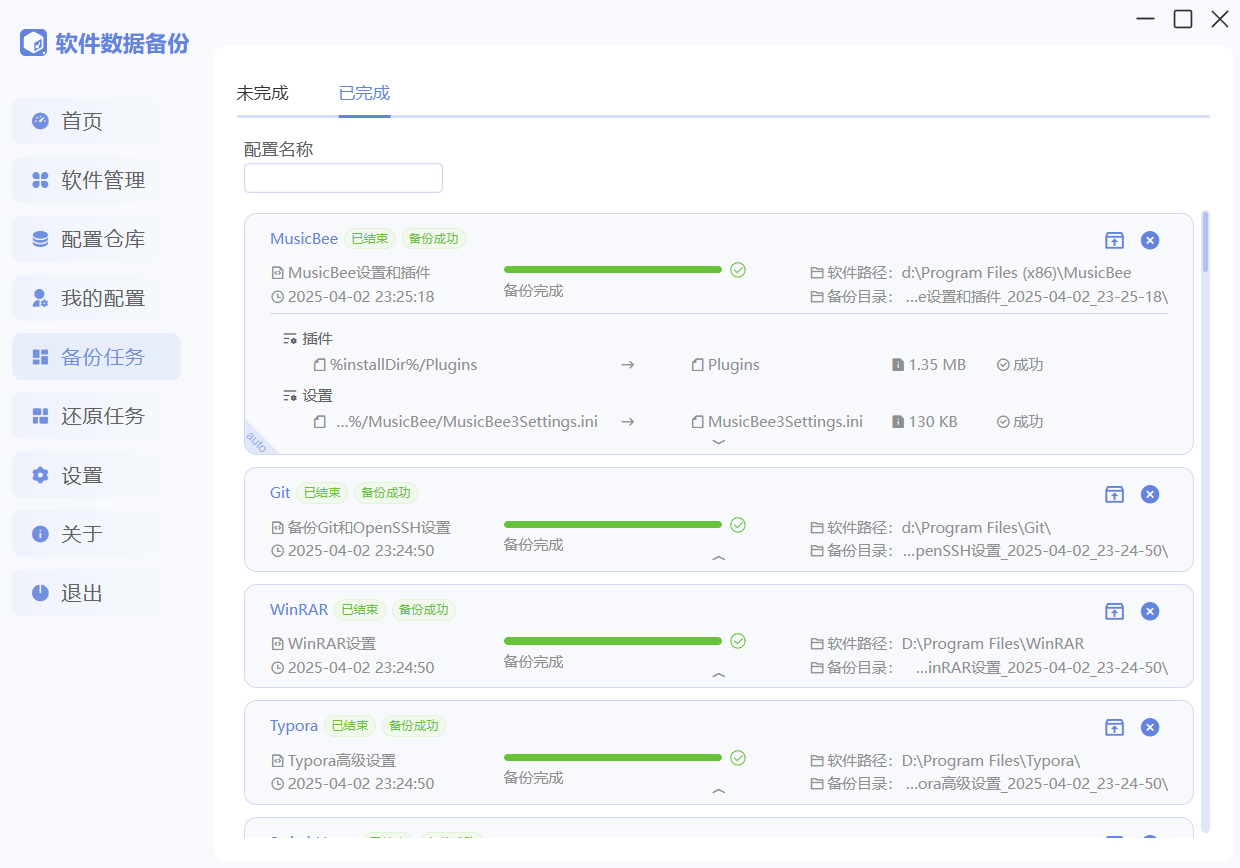 软件数据备份
首页
软件管理
配置仓库
我的配置
备份任务
还原任务
设置
关于
退出
未完成 已完成
配置名称
MusicBee 已结束 备份成功
MusicBee设置和插件
2025-04-02 23:25:18
备份完成
软件路径： d:\Program Files (x86)\MusicBee
备份目录： ...e设置和插件_2025-04-02_23-25-18\
插件
%installDir%/Plugins → Plugins 1.35 MB 成功
设置
...%/MusicBee/MusicBee3Settings.ini → MusicBee3Settings.ini 130 KB 成功
auto
Git 已结束 备份成功
备份Git和OpenSSH设置
2025-04-02 23:24:50
备份完成
软件路径： d:\Program Files\Git\
备份目录： ...penSSH设置_2025-04-02_23-24-50\
WinRAR 已结束 备份成功
WinRAR设置
2025-04-02 23:24:50
备份完成
软件路径： D:\Program Files\WinRAR
备份目录： ...inRAR设置_2025-04-02_23-24-50\
Typora 已结束 备份成功
Typora高级设置
2025-04-02 23:24:50
备份完成
软件路径： D:\Program Files\Typora\
备份目录： ...ora高级设置_2025-04-02_23-24-50\